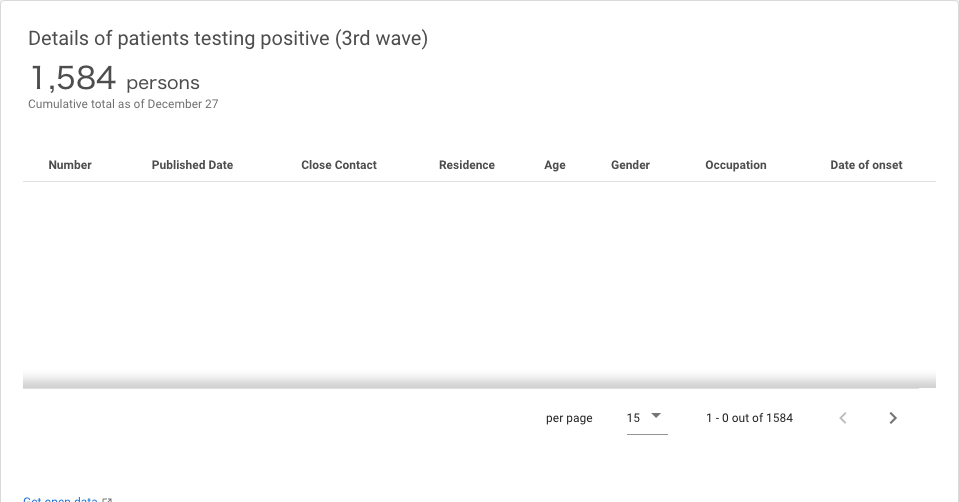 Details of patients testing positive (3rd wave)
1,584 persons
Cumulative total as of December 27
Number Published Date Close Contact Residence Age Gender Occupation Date of onset
per page 15 1 - 0 out of 1584
Get open data